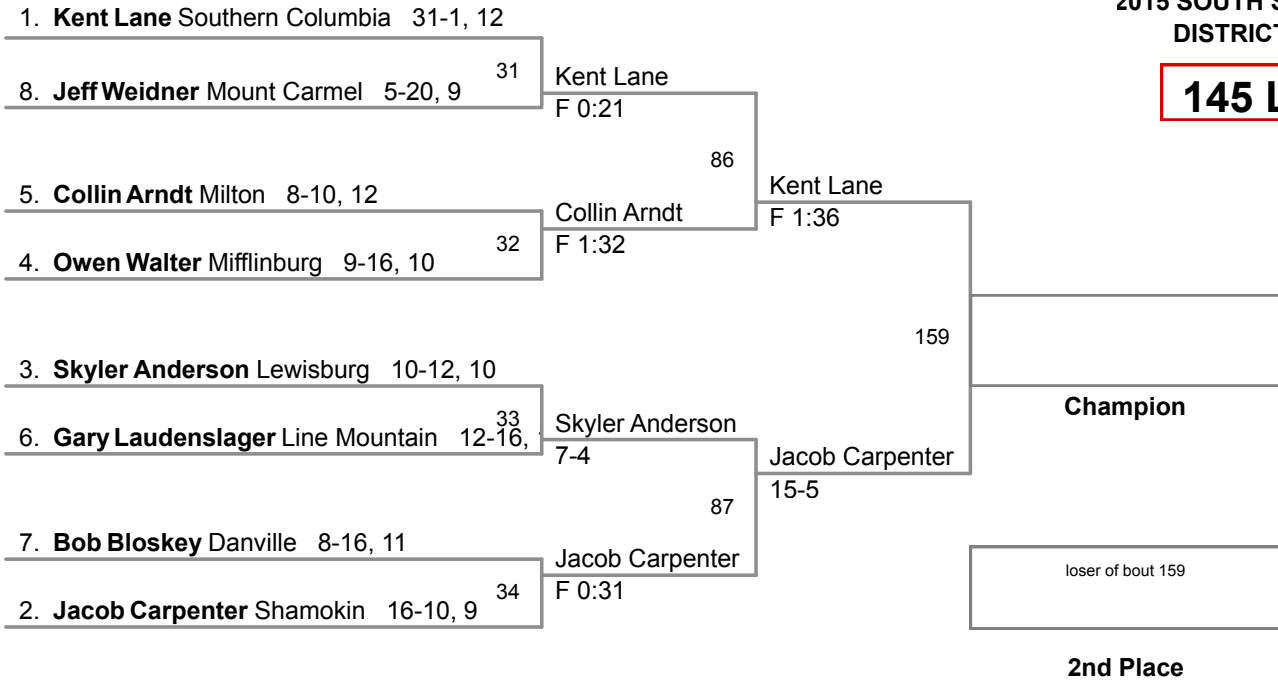 1. Kent Lane Southern Columbia 31-1, 12
2015 SOUTH
DISTRICT
145
31
Kent Lane
8. Jeff Weidner Mount Carmel 5-20, 9
F 0:21
86
5. Collin Arndt Milton 8-10, 12
Kent Lane
Collin Arndt
F 1:36
32
F 1:32
4. Owen Walter Mifflinburg 9-16, 10
159
3. Skyler Anderson Lewisburg 10-12, 10
Champion
33
Skyler Anderson
6. Gary Laudenslager Line Mountain 12-16,
7-4
Jacob Carpenter
15-5
87
7. Bob Bloskey Danville 8-16, 11
Jacob Carpenter
loser of bout 159
34
F 0:31
2. Jacob Carpenter Shamokin 16-10, 9
2nd Place